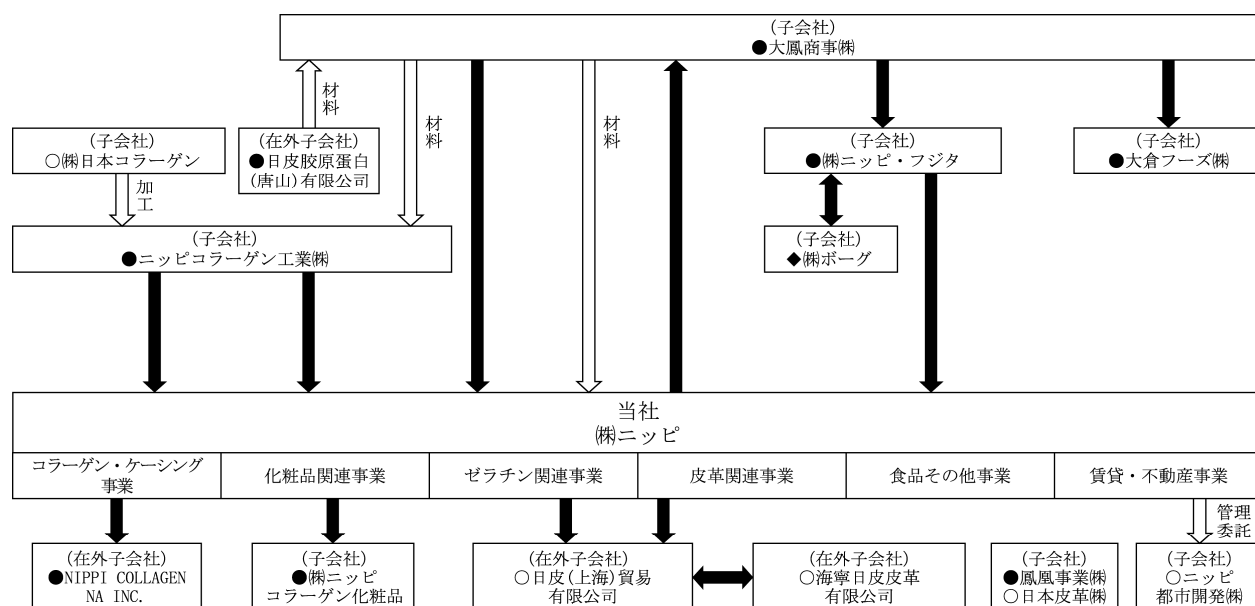 (子会社)
●大鳳商事㈱
材料
材料
材料
(子会社)
○㈱日本コラーゲン
(在外子会社)
●日皮胶原蛋白
(唐山)有限公司
(子会社)
●㈱ニッピ・フジタ
(子会社)
●大倉フーズ㈱
加工
(子会社)
●ニッピコラーゲン工業㈱
(子会社)
◆㈱ボーグ
当社
㈱ニッピ
コラーゲン・ケーシング
事業
化粧品関連事業
ゼラチン関連事業
皮革関連事業
食品その他事業
賃貸・不動産事業
管理
委託
(在外子会社)
●NIPPI COLLAGEN
NA INC.
(子会社)
●㈱ニッピ
コラーゲン化粧品
(在外子会社)
○日皮(上海)貿易
有限公司
(在外子会社)
○海寧日皮皮革
有限公司
(子会社)
●鳳凰事業㈱
○日本皮革㈱
(子会社)
○ニッピ
都市開発㈱